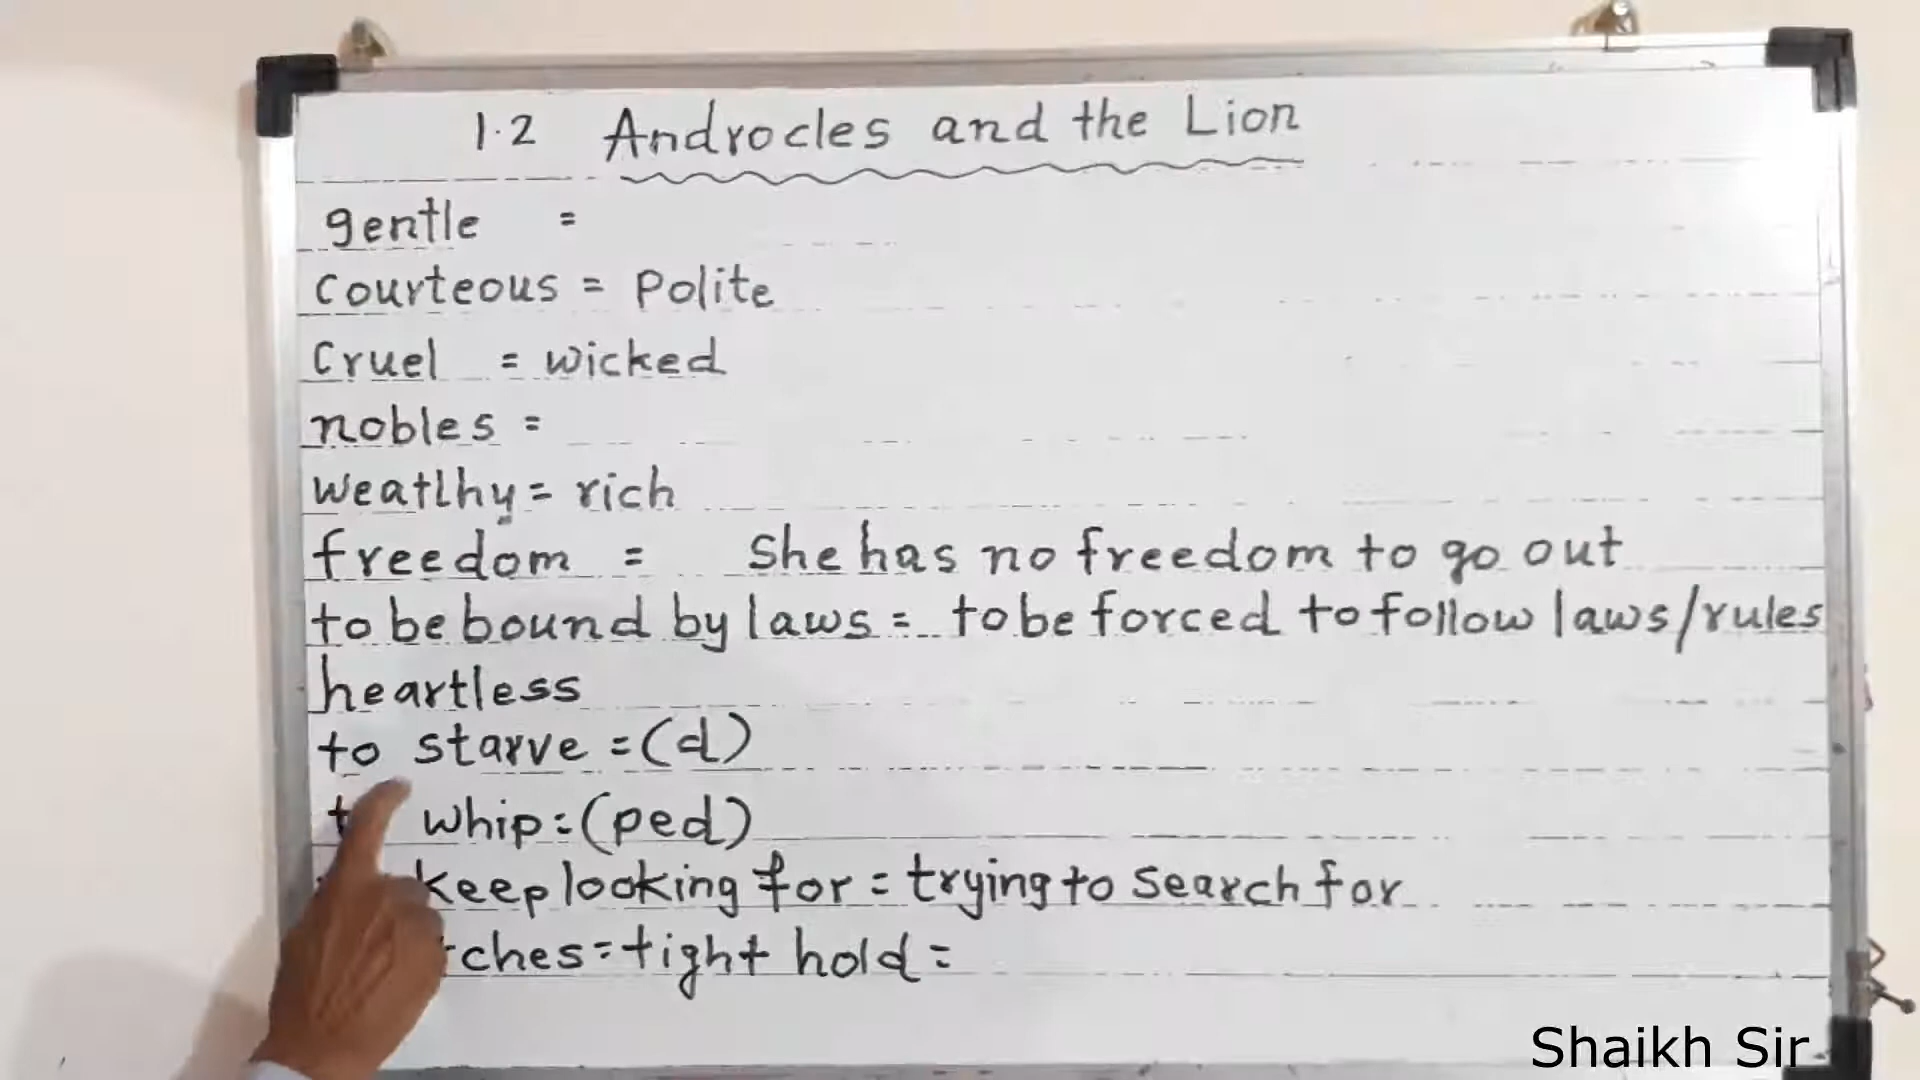 1.2 Androcles and the Lion
gentle =
Courteous = Polite
Cruel = wicked
nobles =
weatlhy = rich
freedom = She has no freedom to go out
to be bound by laws = to be forced to follow laws/rules
heartless
to starve = (d)
whip = (ped)
keep looking for = trying to search for
tches = tight hold =
Shaikh Sir